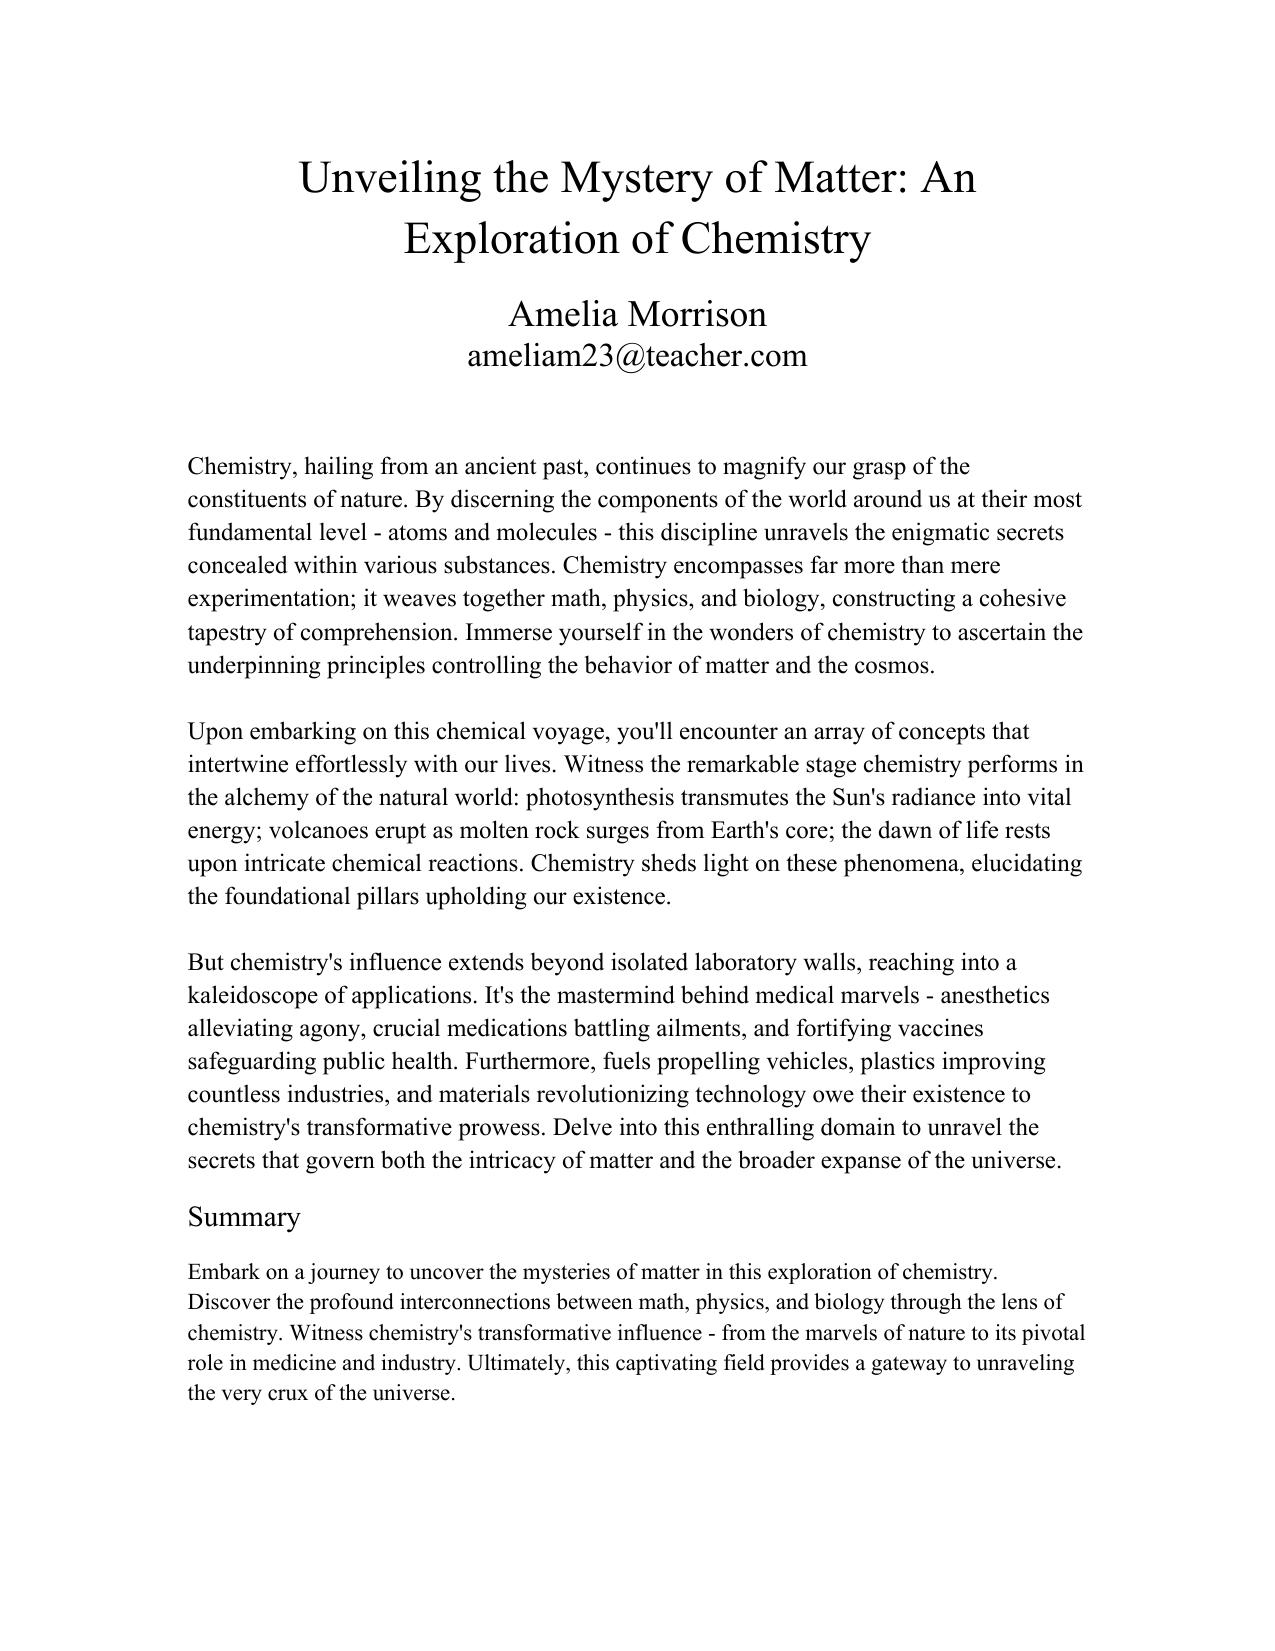 Unveiling the Mystery of Matter: An
Exploration of Chemistry
Amelia Morrison
ameliam23@teacher.com
Chemistry, hailing from an ancient past, continues to magnify our grasp of the
constituents of nature. By discerning the components of the world around us at their most
fundamental level - atoms and molecules - this discipline unravels the enigmatic secrets
concealed within various substances. Chemistry encompasses far more than mere
experimentation; it weaves together math, physics, and biology, constructing a cohesive
tapestry of comprehension. Immerse yourself in the wonders of chemistry to ascertain the
underpinning principles controlling the behavior of matter and the cosmos.
Upon embarking on this chemical voyage, you'll encounter an array of concepts that
intertwine effortlessly with our lives. Witness the remarkable stage chemistry performs in
the alchemy of the natural world: photosynthesis transmutes the Sun's radiance into vital
energy; volcanoes erupt as molten rock surges from Earth's core; the dawn of life rests
upon intricate chemical reactions. Chemistry sheds light on these phenomena, elucidating
the foundational pillars upholding our existence.
But chemistry's influence extends beyond isolated laboratory walls, reaching into a
kaleidoscope of applications. It's the mastermind behind medical marvels - anesthetics
alleviating agony, crucial medications battling ailments, and fortifying vaccines
safeguarding public health. Furthermore, fuels propelling vehicles, plastics improving
countless industries, and materials revolutionizing technology owe their existence to
chemistry's transformative prowess. Delve into this enthralling domain to unravel the
secrets that govern both the intricacy of matter and the broader expanse of the universe.
Summary
Embark on a journey to uncover the mysteries of matter in this exploration of chemistry.
Discover the profound interconnections between math, physics, and biology through the lens of
chemistry. Witness chemistry's transformative influence - from the marvels of nature to its pivotal
role in medicine and industry. Ultimately, this captivating field provides a gateway to unraveling
the very crux of the universe.